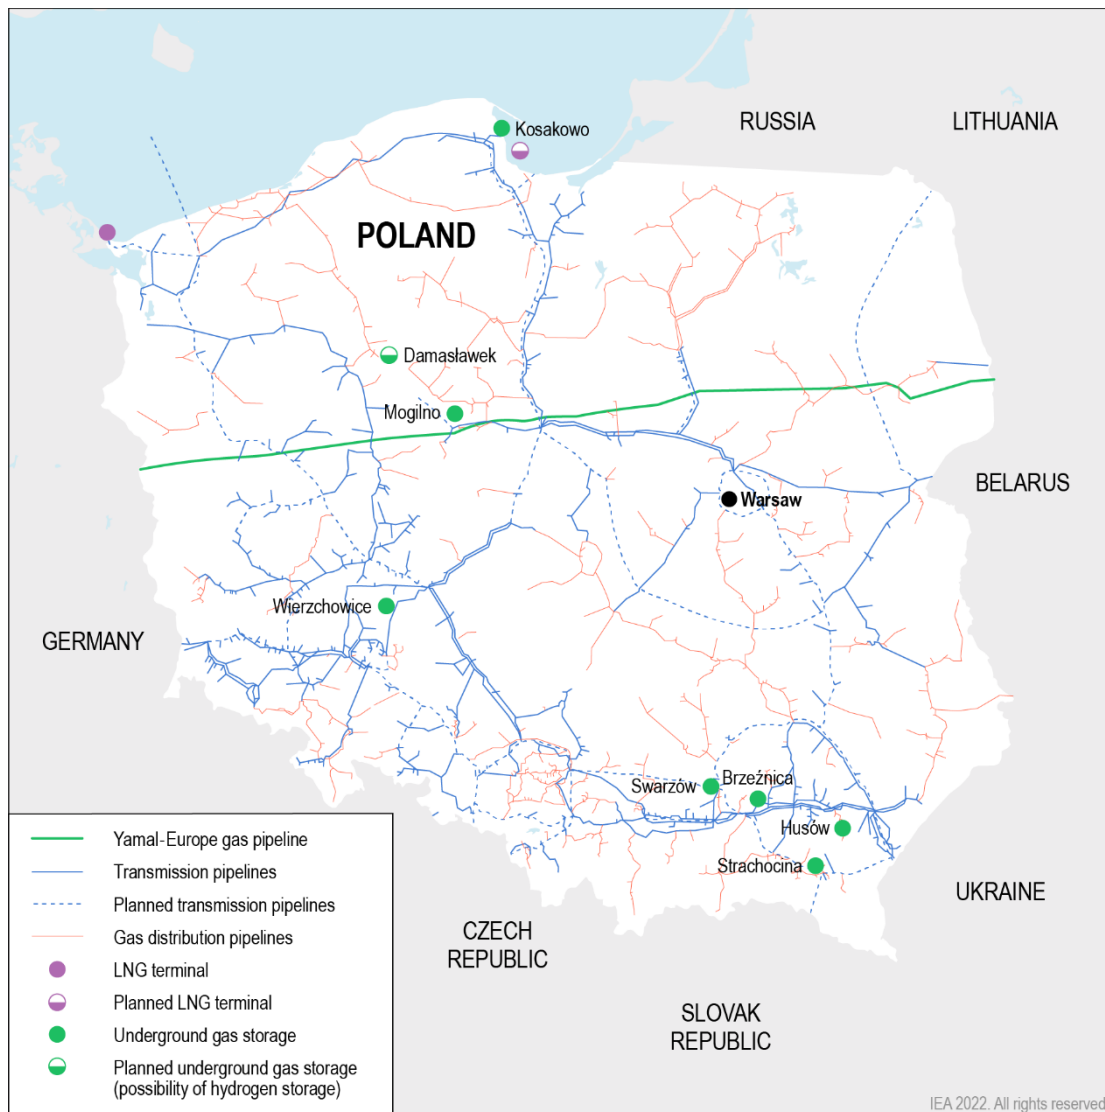 RUSSIA
LITHUANIA
Kosakowo
POLAND
Damasławek
Mogilno
BELARUS
Warsaw
Wierzchowice
GERMANY
Swarzów
Brzeźnica
Husów
Strachocina
UKRAINE
CZECH
REPUBLIC
SLOVAK
REPUBLIC
Yamal-Europe gas pipeline
Transmission pipelines
Planned transmission pipelines
Gas distribution pipelines
LNG terminal
Planned LNG terminal
Underground gas storage
Planned underground gas storage
(possibility of hydrogen storage)
IEA 2022. All rights reserved